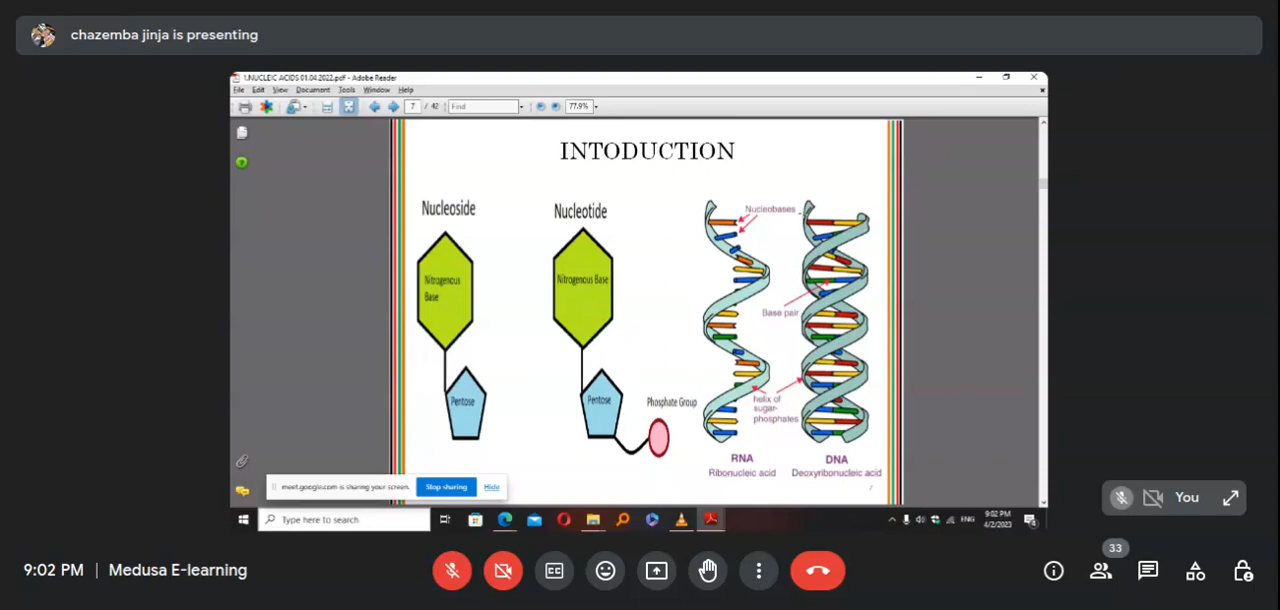 chazemba jinja is presenting
1.NUCLEIC ACIDS 01.04.2022.pdf - Adobe Reader
File Edit View Document Tools Window Help
7 / 42 Find 77.9%
INTODUCTION
Nucleoside
Nucleotide
Nucleobases
Nitrogenous
Base
Nitrogenous Base
Base pair
Pentose
Pentose
Phosphate Group
helix of
sugar-
phosphates
RNA
Ribonucleic acid
DNA
Deoxyribonucleic acid
7
meet.google.com is sharing your screen.
Stop sharing
Hide
Type here to search
ENG
9:02 PM
4/2/2023
You
33
9:02 PM | Medusa E-learning